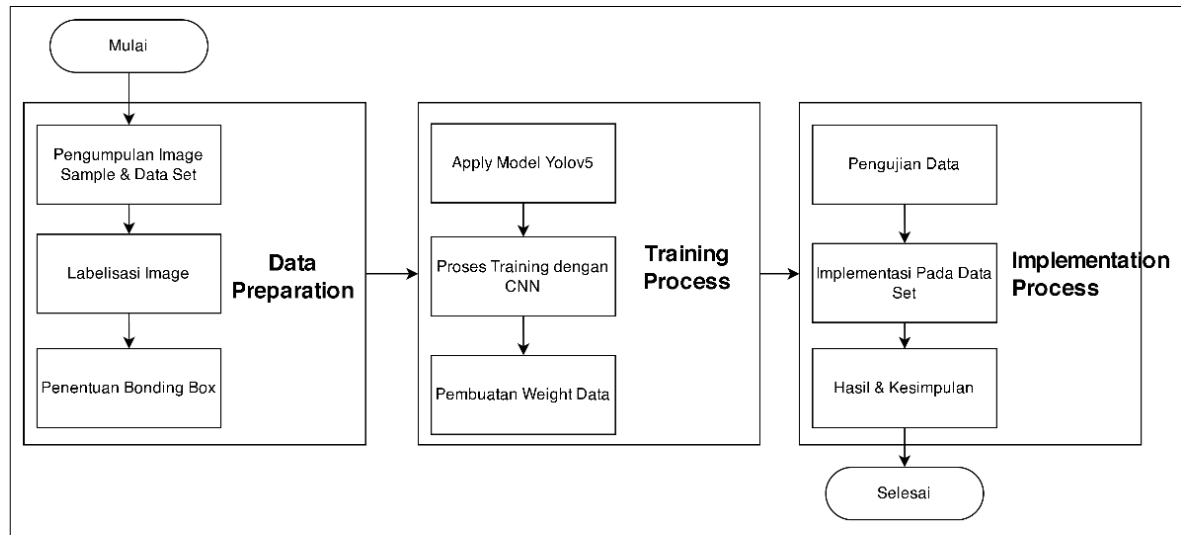 Mulai
Pengumpulan Image
Sample & Data Set
Labelisasi Image
Penentuan Bonding Box
Data
Preparation
Apply Model Yolov5
Proses Training dengan
CNN
Pembuatan Weight Data
Training
Process
Pengujian Data
Implementasi Pada Data
Set
Hasil & Kesimpulan
Implementation
Process
Selesai